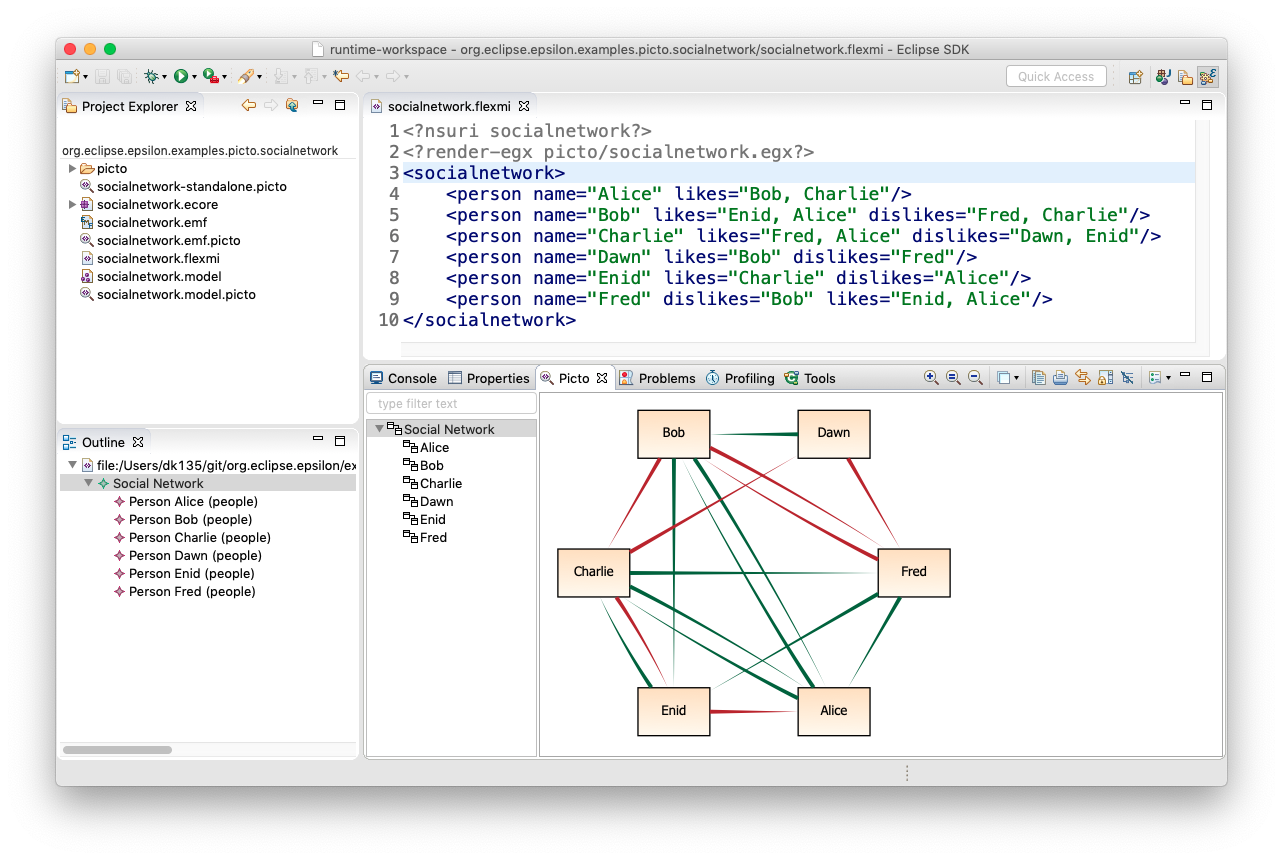 runtime-workspace - org.eclipse.epsilon.examples.picto.socialnetwork/socialnetwork.flexmi - Eclipse SDK
Quick Access
Project Explorer
org.eclipse.epsilon.examples.picto.socialnetwork
picto
socialnetwork-standalone.picto
socialnetwork.ecore
socialnetwork.emf
socialnetwork.emf.picto
socialnetwork.flexmi
socialnetwork.model
socialnetwork.model.picto
socialnetwork.flexmi
1 <?nsuri socialnetwork?>
2 <?render-egx picto/socialnetwork.egx?>
3 <socialnetwork>
4 <person name="Alice" likes="Bob, Charlie"/>
5 <person name="Bob" likes="Enid, Alice" dislikes="Fred, Charlie"/>
6 <person name="Charlie" likes="Fred, Alice" dislikes="Dawn, Enid"/>
7 <person name="Dawn" likes="Bob" dislikes="Fred"/>
8 <person name="Enid" likes="Charlie" dislikes="Alice"/>
9 <person name="Fred" dislikes="Bob" likes="Enid, Alice"/>
10 </socialnetwork>
Outline
file:/Users/dk135/git/org.eclipse.epsilon/ex
Social Network
Person Alice (people)
Person Bob (people)
Person Charlie (people)
Person Dawn (people)
Person Enid (people)
Person Fred (people)
Console Properties Picto Problems Profiling Tools
type filter text
Social Network
Alice
Bob
Charlie
Dawn
Enid
Fred
Bob Dawn
Charlie Fred
Enid Alice